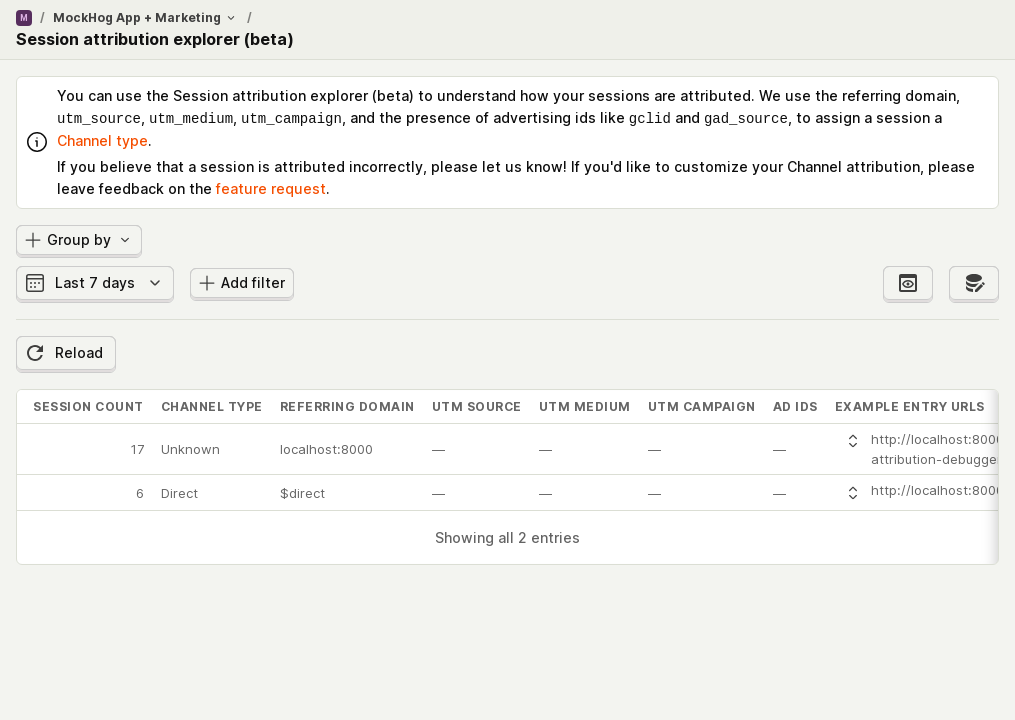 M / MockHog App + Marketing /
Session attribution explorer (beta)
You can use the Session attribution explorer (beta) to understand how your sessions are attributed. We use the referring domain,
utm_source, utm_medium, utm_campaign, and the presence of advertising ids like gclid and gad_source, to assign a session a
Channel type.
If you believe that a session is attributed incorrectly, please let us know! If you'd like to customize your Channel attribution, please
leave feedback on the feature request.
Group by
Last 7 days Add filter
Reload
SESSION COUNT CHANNEL TYPE REFERRING DOMAIN UTM SOURCE UTM MEDIUM UTM CAMPAIGN AD IDS EXAMPLE ENTRY URLS
17 Unknown localhost:8000 — — — — http://localhost:800
attribution-debugge
6 Direct $direct — — — — http://localhost:800
Showing all 2 entries